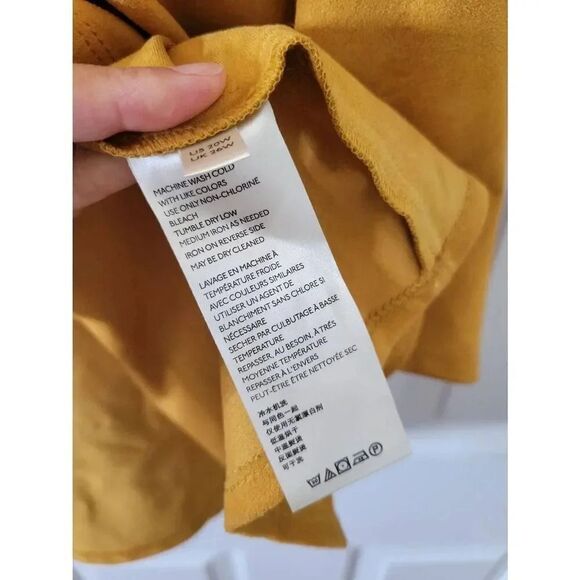 US 20W
UK 26W
MACHINE WASH COLD
WITH LIKE COLORS
USE ONLY NON-CHLORINE
BLEACH
TUMBLE DRY LOW
MEDIUM IRON AS NEEDED
IRON ON REVERSE SIDE
MAY BE DRY CLEANED
LAVAGE EN MACHINE À
TEMPÉRATURE FROIDE
AVEC COULEURS SIMILAIRES
UTILISER UN AGENT DE
BLANCHIMENT SANS CHLORE SI
NÉCESSAIRE
SECHER PAR CULBUTAGE À BASSE
TEMPERATURE
REPASSER, AU BESOIN, À TRÉS
MOYENNE TEMPÉRATURE
REPASSER À L'ENVERS
PEUT-ÊTRE ÊTRE NETTOYÉE SEC
冷水机洗
与同色一起
仅使用无氯漂白剂
低温烘干
中温熨烫
反面熨烫
可干洗